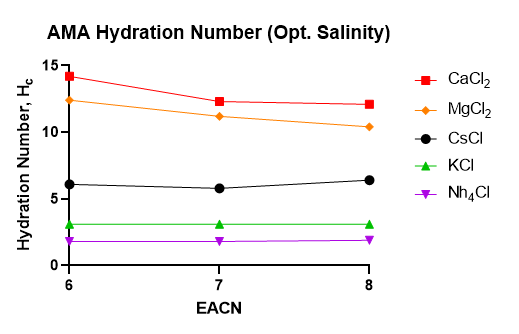 AMA Hydration Number (Opt. Salinity)
Hydration Number, Hc
15
10
5
0
6 7 8
EACN
CaCl2
MgCl2
CsCl
KCl
Nh4Cl